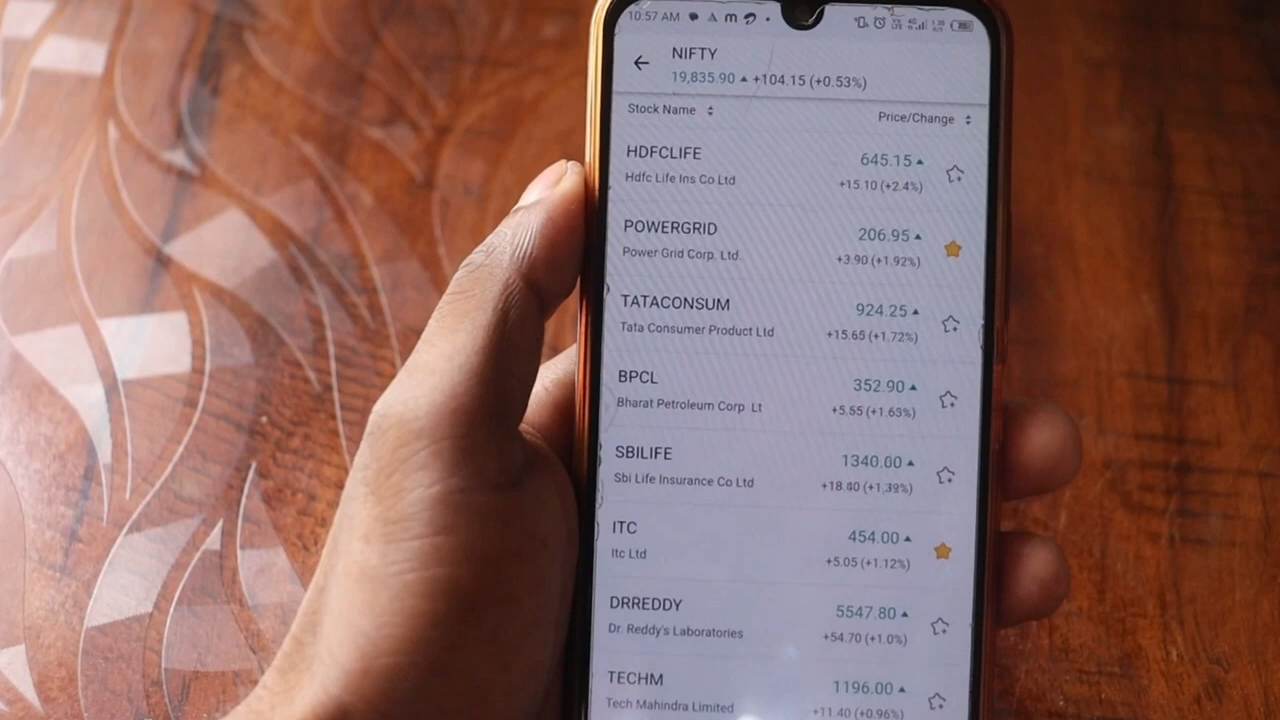 10:57 AM
NIFTY
19,835.90 ▲ +104.15 (+0.53%)
Stock Name Price/Change
HDFCLIFE 645.15 ▲
Hdfc Life Ins Co Ltd +15.10 (+2.4%)
POWERGRID 206.95 ▲
Power Grid Corp. Ltd. +3.90 (+1.92%)
TATACONSUM 924.25 ▲
Tata Consumer Product Ltd +15.65 (+1.72%)
BPCL 352.90 ▲
Bharat Petroleum Corp Lt +5.55 (+1.63%)
SBILIFE 1340.00 ▲
Sbi Life Insurance Co Ltd +18.40 (+1.39%)
ITC 454.00 ▲
Itc Ltd +5.05 (+1.12%)
DRREDDY 5547.80 ▲
Dr. Reddy's Laboratories +54.70 (+1.0%)
TECHM 1196.00 ▲
Tech Mahindra Limited +11.40 (+0.96%)